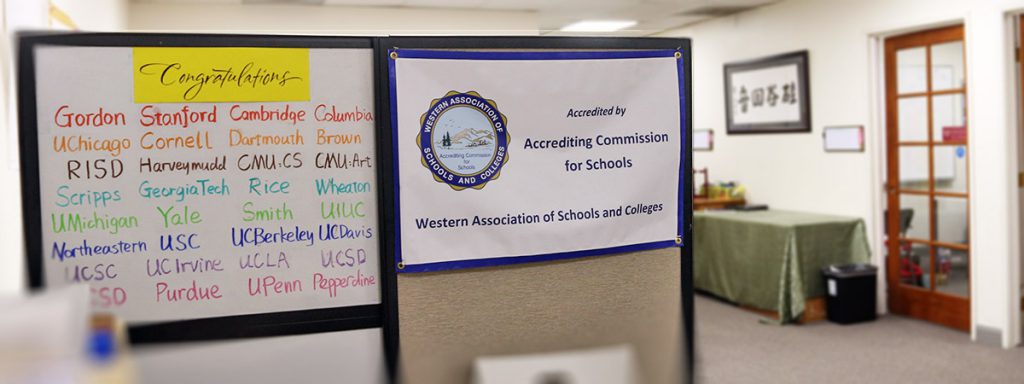 Congratulations
Gordon Stanford Cambridge Columbia
UChicago Cornell Dartmouth Brown
RISD Harveymudd CMU:CS CMU:Art
Scripps GeorgiaTech Rice Wheaton
UMichigan Yale Smith UIUC
Northeastern USC UCBerkeley UCDavis
UCSC UCIrvine UCLA UCSD
Purdue UPenn Pepperdine
WESTERN ASSOCIATION OF
SCHOOLS AND COLLEGES
Accrediting Commission
for
Schools
Accredited by
Accrediting Commission
for Schools
Western Association of Schools and Colleges